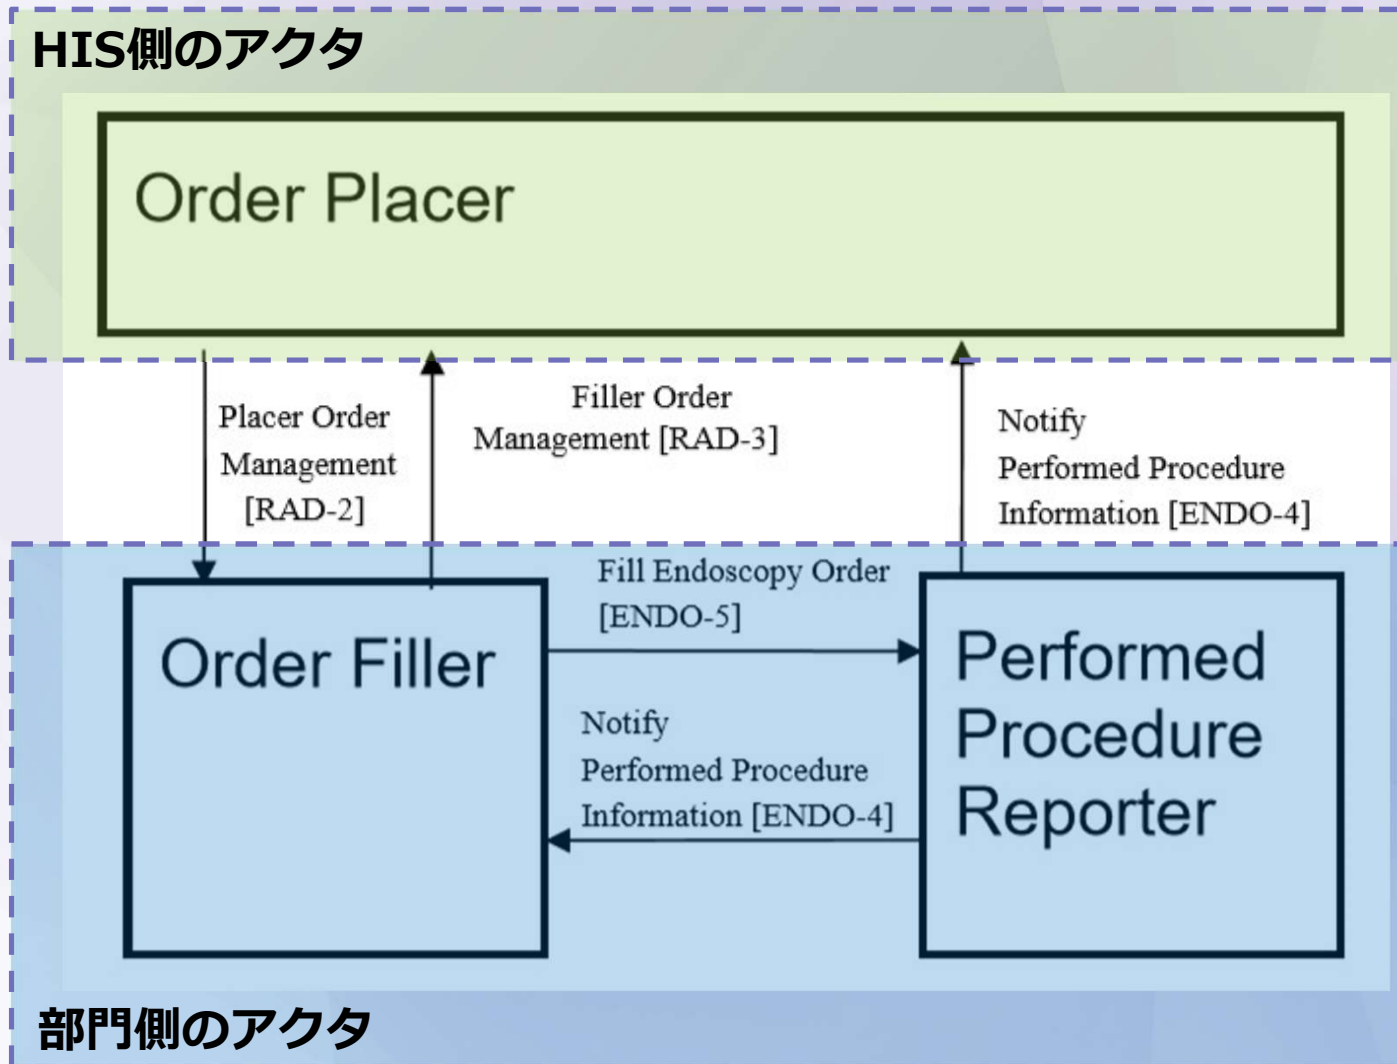 HIS側のアクタ
Order Placer
Placer Order
Management
[RAD-2]
Filler Order
Management [RAD-3]
Notify
Performed Procedure
Information [ENDO-4]
Fill Endoscopy Order
[ENDO-5]
Order Filler
Notify
Performed Procedure
Information [ENDO-4]
Performed
Procedure
Reporter
部門側のアクタ